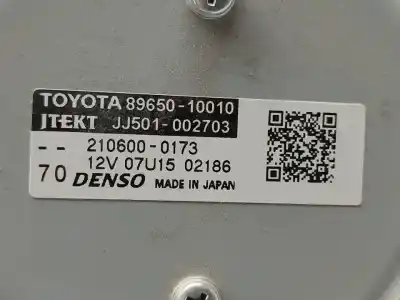 TOYOTA 89650-10010
JTEKT JJ501-002703
-- 210600-0173
12V 07U15 02186
70 DENSO MADE IN JAPAN